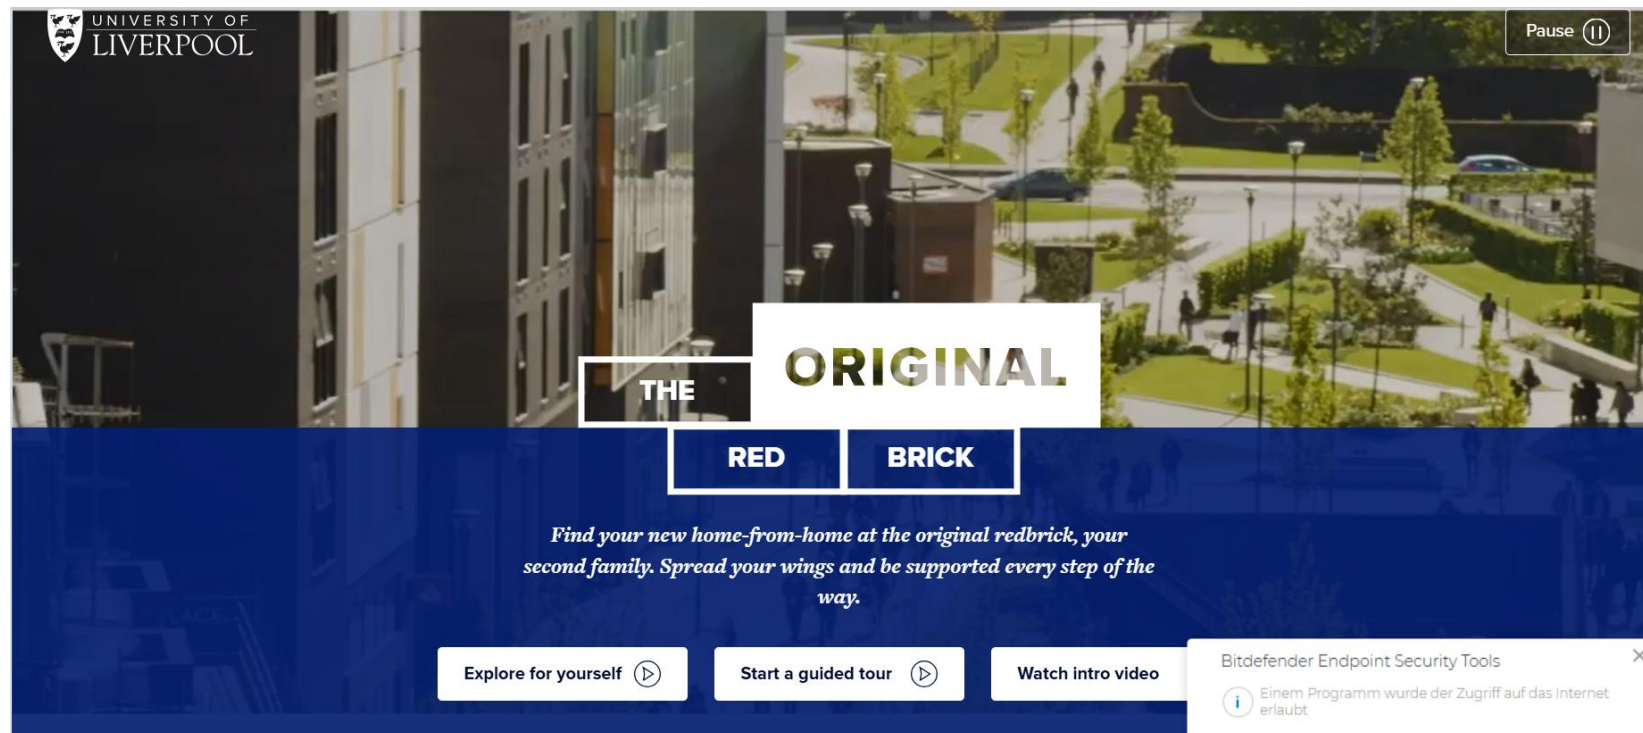 UNIVERSITY OF
LIVERPOOL
Pause
THE
ORIGINAL
RED
BRICK
Find your new home-from-home at the original redbrick, your
second family. Spread your wings and be supported every step of the
way.
Explore for yourself
Start a guided tour
Watch intro video
Bitdefender Endpoint Security Tools
Einem Programm wurde der Zugriff auf das Internet
erlaubt